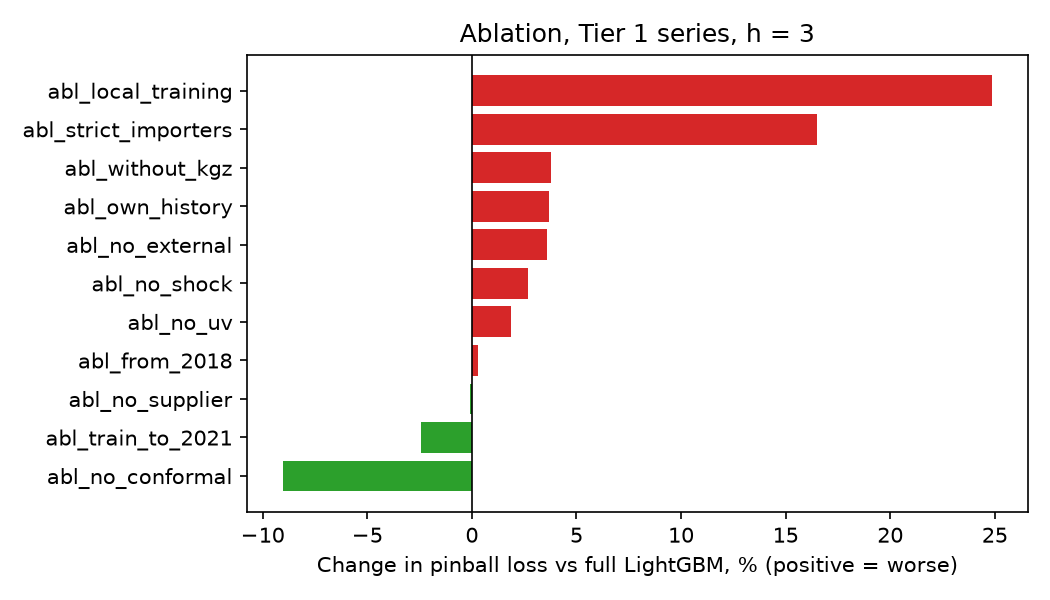 Ablation, Tier 1 series, h = 3
abl_local_training
abl_strict_importers
abl_without_kgz
abl_own_history
abl_no_external
abl_no_shock
abl_no_uv
abl_from_2018
abl_no_supplier
abl_train_to_2021
abl_no_conformal
−10 −5 0 5 10 15 20 25
Change in pinball loss vs full LightGBM, % (positive = worse)